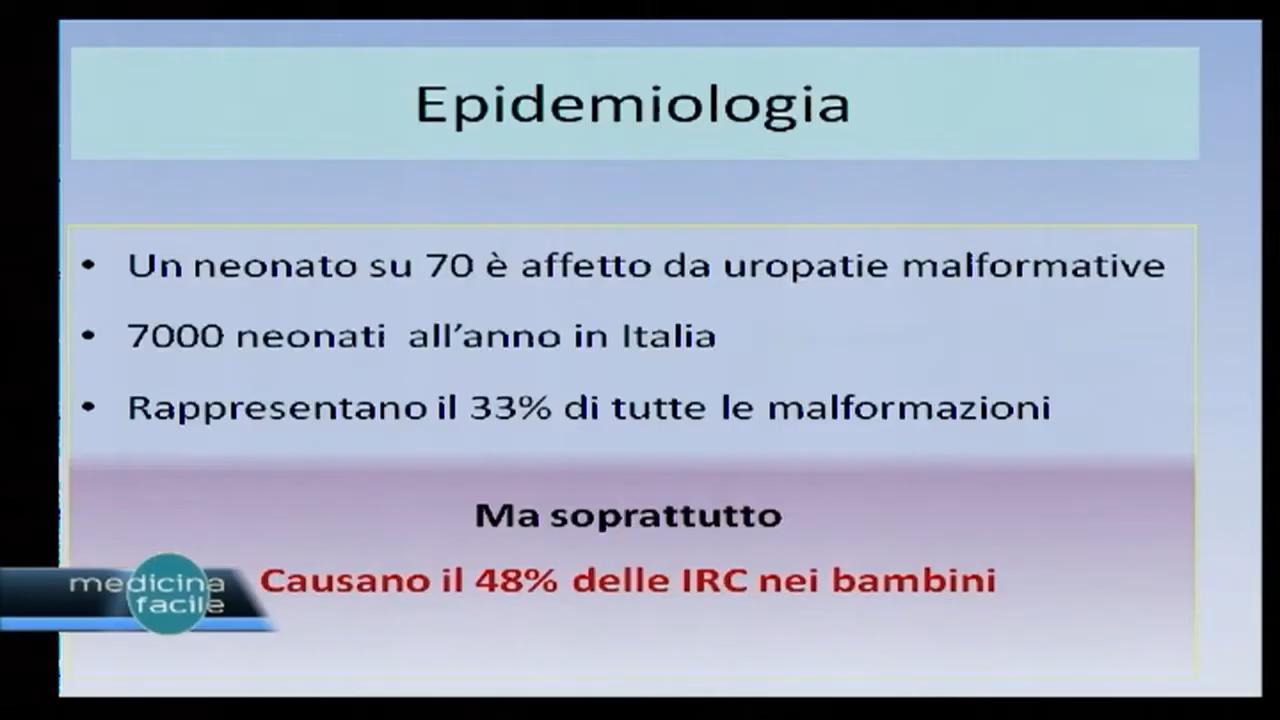 Epidemiologia
• Un neonato su 70 è affetto da uropatie malformative
• 7000 neonati all’anno in Italia
• Rappresentano il 33% di tutte le malformazioni
Ma soprattutto
Causano il 48% delle IRC nei bambini
medicina
facile